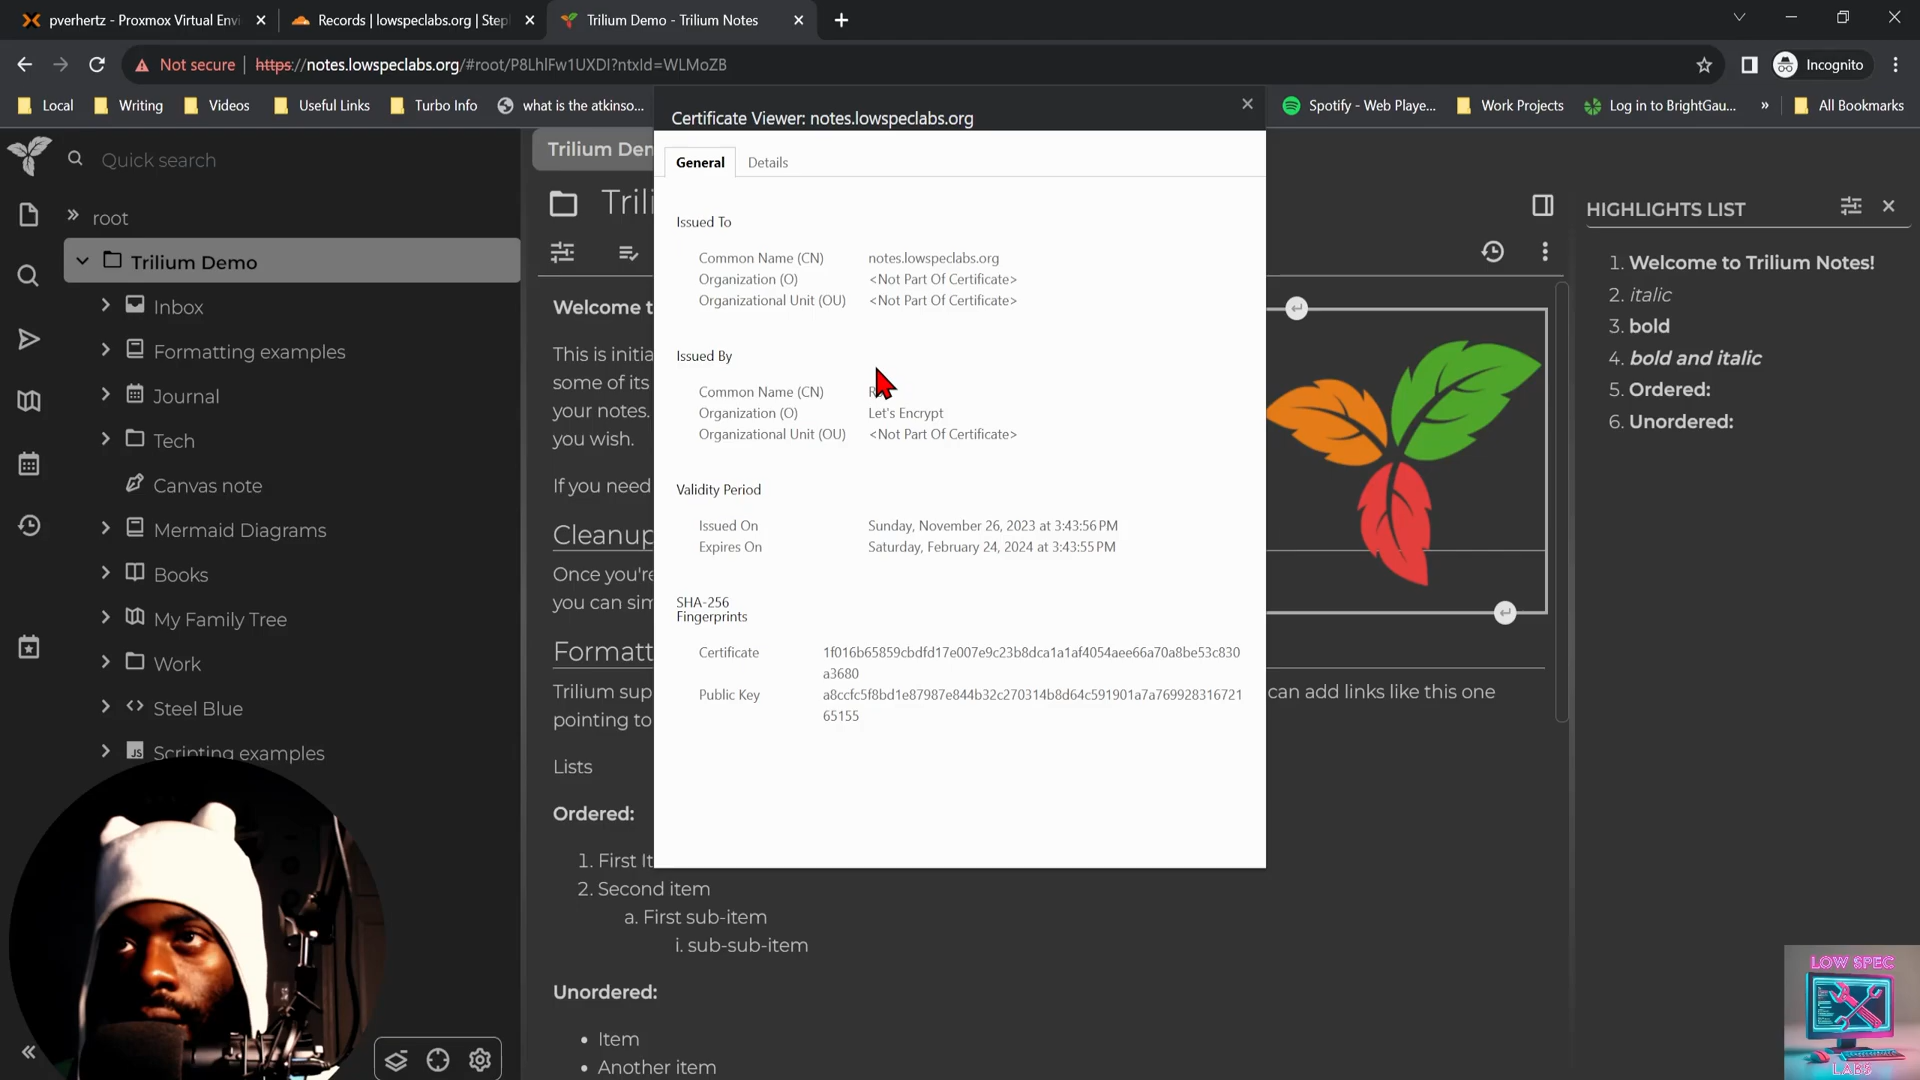 pverhertz - Proxmox Virtual Envi
Records | lowspeclabs.org | Step
Trilium Demo - Trilium Notes
Not secure
https://notes.lowspeclabs.org/#root/P8LhlFw1UXDI?ntxId=WLMoZB
Incognito
Local
Writing
Videos
Useful Links
Turbo Info
what is the atkinso...
Spotify - Web Playe...
Work Projects
Log in to BrightGau...
»
All Bookmarks
Quick search
root
Trilium Demo
Inbox
Formatting examples
Journal
Tech
Canvas note
Mermaid Diagrams
Books
My Family Tree
Work
Steel Blue
Scripting examples
Trilium Dem
Trili
Welcome t
This is initia
some of its
your notes.
you wish.
If you need
Cleanup
Once you're
you can sim
Formatt
Trilium sup
can add links like this one
pointing to
Lists
Ordered:
1. First It
2. Second item
a. First sub-item
i. sub-sub-item
Unordered:
• Item
• Another item
Certificate Viewer: notes.lowspeclabs.org
General
Details
Issued To
Common Name (CN) notes.lowspeclabs.org
Organization (O) <Not Part Of Certificate>
Organizational Unit (OU) <Not Part Of Certificate>
Issued By
Common Name (CN)
Organization (O) Let's Encrypt
Organizational Unit (OU) <Not Part Of Certificate>
Validity Period
Issued On Sunday, November 26, 2023 at 3:43:56 PM
Expires On Saturday, February 24, 2024 at 3:43:55 PM
SHA-256
Fingerprints
Certificate 1f016b65859cbdfd17e007e9c23b8dca1a1af4054aee66a70a8be53c830
a3680
Public Key a8ccfc5f8bd1e87987e844b32c270314b8d64c591901a7a769928316721
65155
HIGHLIGHTS LIST
1. Welcome to Trilium Notes!
2. italic
3. bold
4. bold and italic
5. Ordered:
6. Unordered:
LOW SPEC
LABS